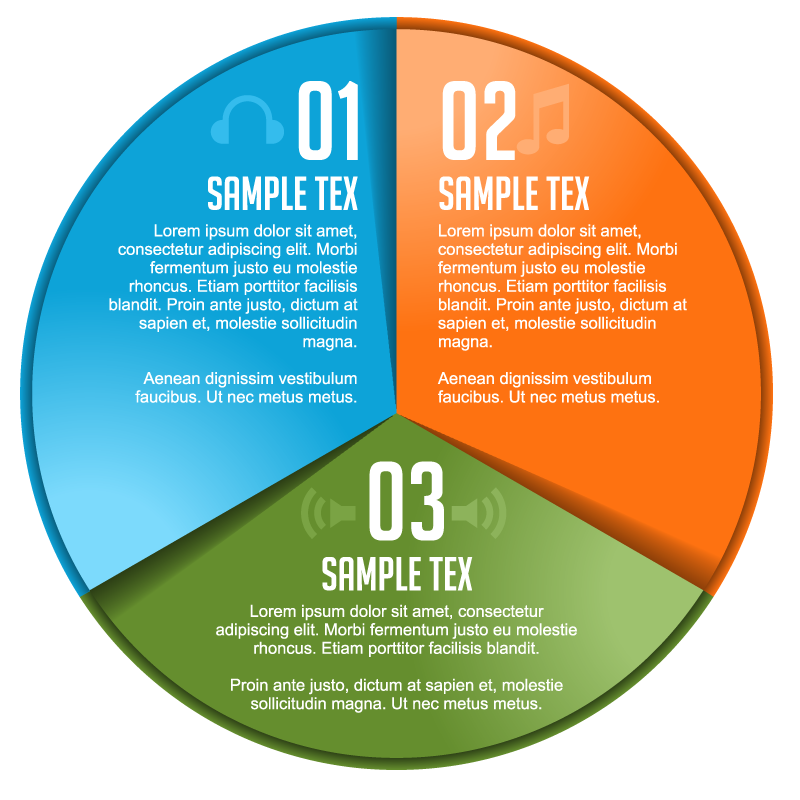 01
SAMPLE TEX
Lorem ipsum dolor sit amet,
consectetur adipiscing elit. Morbi
fermentum justo eu molestie
rhoncus. Etiam porttitor facilisis
blandit. Proin ante justo, dictum at
sapien et, molestie sollicitudin
magna.
Aenean dignissim vestibulum
faucibus. Ut nec metus metus.
02
SAMPLE TEX
Lorem ipsum dolor sit amet,
consectetur adipiscing elit. Morbi
fermentum justo eu molestie
rhoncus. Etiam porttitor facilisis
blandit. Proin ante justo, dictum at
sapien et, molestie sollicitudin
magna.
Aenean dignissim vestibulum
faucibus. Ut nec metus metus.
03
SAMPLE TEX
Lorem ipsum dolor sit amet, consectetur
adipiscing elit. Morbi fermentum justo eu molestie
rhoncus. Etiam porttitor facilisis blandit.
Proin ante justo, dictum at sapien et, molestie
sollicitudin magna. Ut nec metus metus.